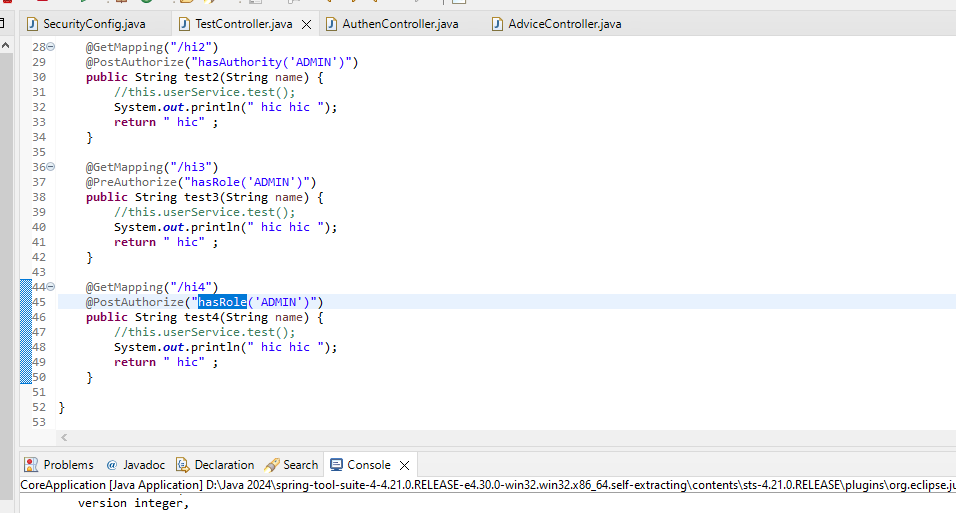 SecurityConfig.java
TestController.java
AuthenController.java
AdviceController.java
28 @GetMapping("/hi2")
29 @PostAuthorize("hasAuthority('ADMIN')")
30 public String test2(String name) {
31 //this.userService.test();
32 System.out.println(" hic hic ");
33 return " hic" ;
34 }
35
36 @GetMapping("/hi3")
37 @PreAuthorize("hasRole('ADMIN')")
38 public String test3(String name) {
39 //this.userService.test();
40 System.out.println(" hic hic ");
41 return " hic" ;
42 }
43
44 @GetMapping("/hi4")
45 @PostAuthorize("hasRole('ADMIN')")
46 public String test4(String name) {
47 //this.userService.test();
48 System.out.println(" hic hic ");
49 return " hic" ;
50 }
51
52 }
53
Problems @ Javadoc Declaration Search Console
CoreApplication [Java Application] D:\Java 2024\spring-tool-suite-4-4.21.0.RELEASE-e4.30.0-win32.win32.x86_64.self-extracting\contents\sts-4.21.0.RELEASE\plugins\org.eclipse.ju
version integer,